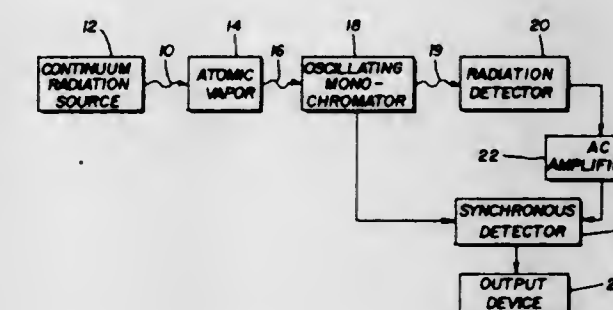 12
14
18
20
CONTINUUM
RADIATION
SOURCE
10
ATOMIC
VAPOR
16
OSCILLATING
MONO-
CHROMATOR
19
RADIATION
DETECTOR
22
AC
SYNCHRONOUS
DETECTOR
OUTPUT
DEVICE